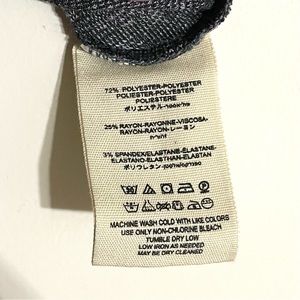 72% POLYESTER-POLYESTER
POLIESTER-POLYESTER
POLIESTERE
ポリエステル-פוליאסטר
25% RAYON-RAYONNE-VISCOSA-
RAYON-RAYON-レーヨン
3% SPANDEX/ELASTANE-ÉLASTANE-
ELASTANO-ELASTHAN-ELASTAN
ポリウレタン-
MACHINE WASH COLD WITH LIKE COLORS
USE ONLY NON-CHLORINE BLEACH
TUMBLE DRY LOW
LOW IRON AS NEEDED
MAY BE DRY CLEANED